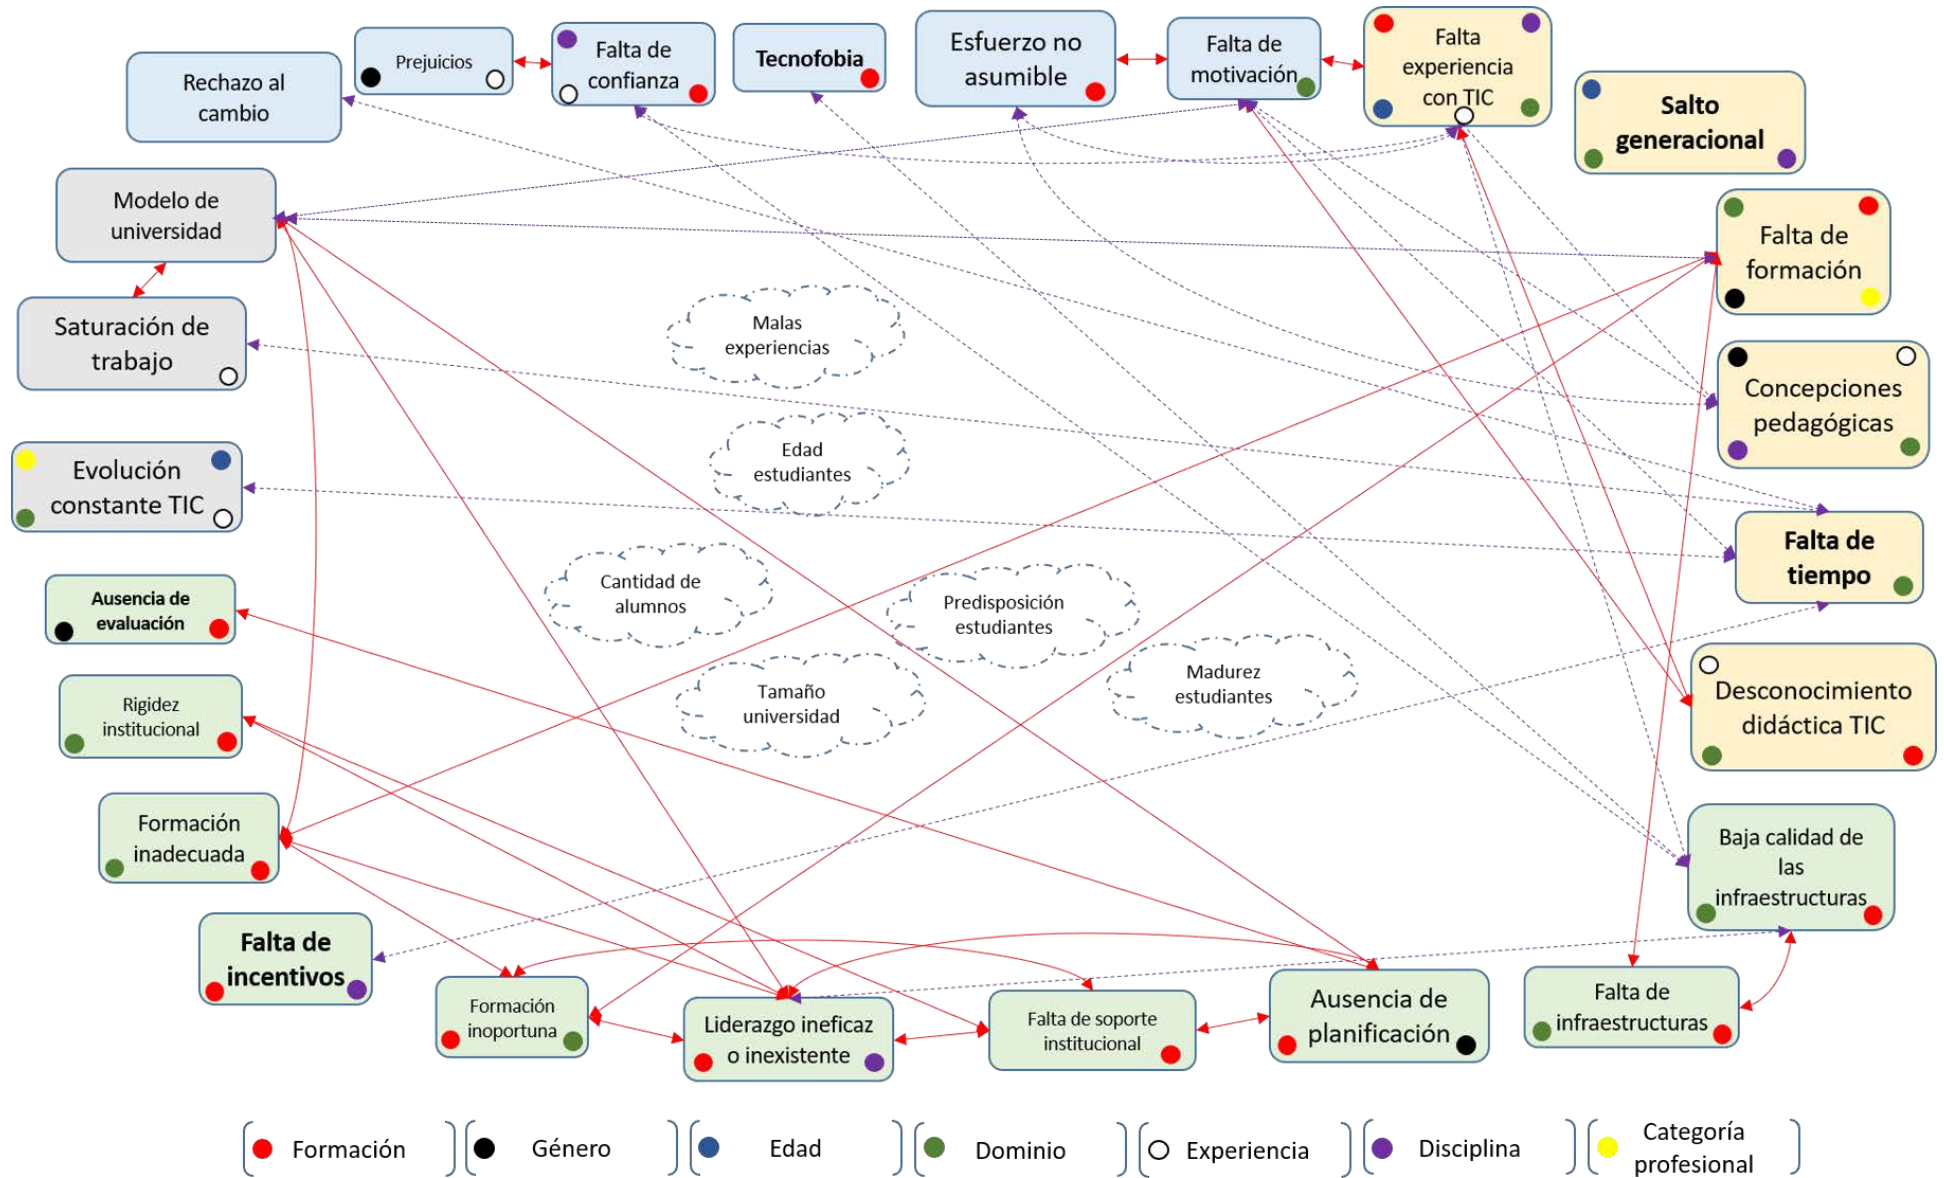 Rechazo al
cambio
Prejuicios
Falta de
confianza
Tecnofobia
Esfuerzo no
asumible
Falta de
motivación
Falta
experiencia
con TIC
Salto
generacional
Modelo de
universidad
Falta de
formación
Saturación de
trabajo
Malas
experiencias
Concepciones
pedagógicas
Evolución
constante TIC
Edad
estudiantes
Falta de
tiempo
Ausencia de
evaluación
Cantidad de
alumnos
Predisposición
estudiantes
Rigidez
institucional
Tamaño
universidad
Madurez
estudiantes
Desconocimiento
didáctica TIC
Formación
inadecuada
Baja calidad de
las
infraestructuras
Falta de
incentivos
Formación
inoportuna
Liderazgo ineficaz
o inexistente
Falta de soporte
institucional
Ausencia de
planificación
Falta de
infraestructuras
Formación
Género
Edad
Dominio
Experiencia
Disciplina
Categoría
profesional